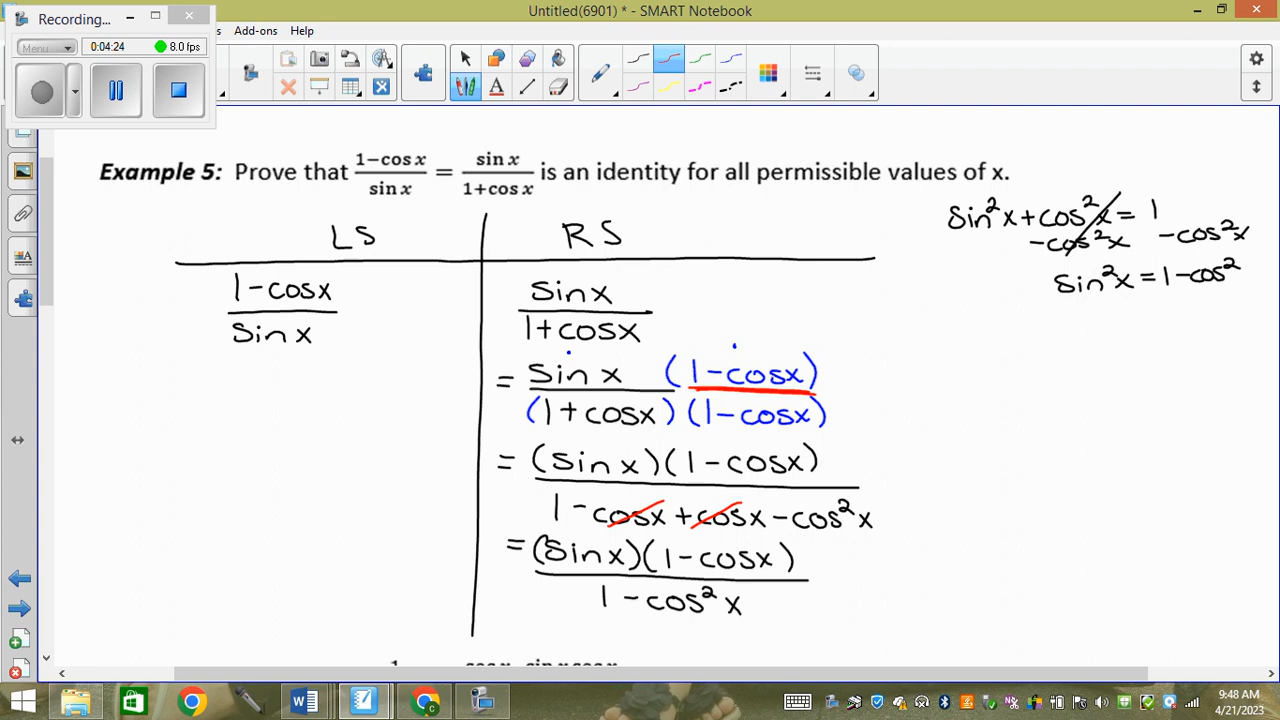 Recording...
Untitled(6901) * - SMART Notebook
Menu
0:04:24
8.0 fps
Add-ons Help
Example 5: Prove that (1−cos x)/(sin x) = (sin x)/(1+cos x) is an identity for all permissible values of x.
LS
RS
1-cosx
sin x
sinx
1+cosx
= sin x (1-cosx)
(1+cosx)(1-cosx)
= (sin x)(1-cosx)
1-cosx+cosx-cos²x
= (sin x)(1-cosx)
1-cos²x
sin²x+cos²x=1
-cos²x -cos²x
sin²x=1-cos²
9:48 AM
4/21/2023